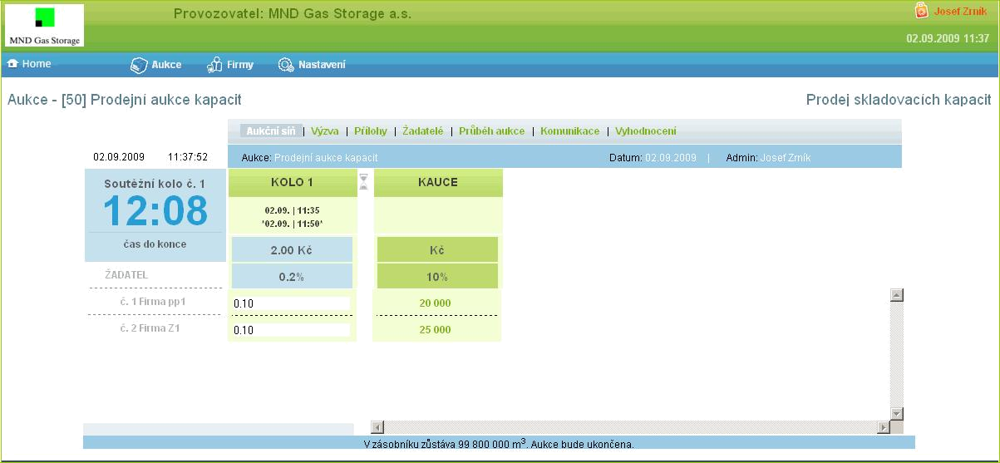 Provozovatel: MND Gas Storage a.s.
Josef Zrník
MND Gas Storage
02.09.2009 11:37
Home Aukce Firmy Nastavení
Aukce - [50] Prodejní aukce kapacit Prodej skladovacích kapacit
Aukční síň | Výzva | Přílohy | Žadatelé | Průběh aukce | Komunikace | Vyhodnocení
02.09.2009 11:37:52 Aukce: Prodejní aukce kapacit Datum: 02.09.2009 | Admin: Josef Zrník
Soutěžní kolo č. 1 KOLO 1 KAUCE
12:08
02.09. | 11:35
*02.09. | 11:50*
čas do konce 2.00 Kč Kč
ŽADATEL 0.2% 10%
č. 1 Firma pp1 0.10 20 000
č. 2 Firma Z1 0.10 25 000
V zásobníku zůstáva 99 800 000 m3. Aukce bude ukončena.